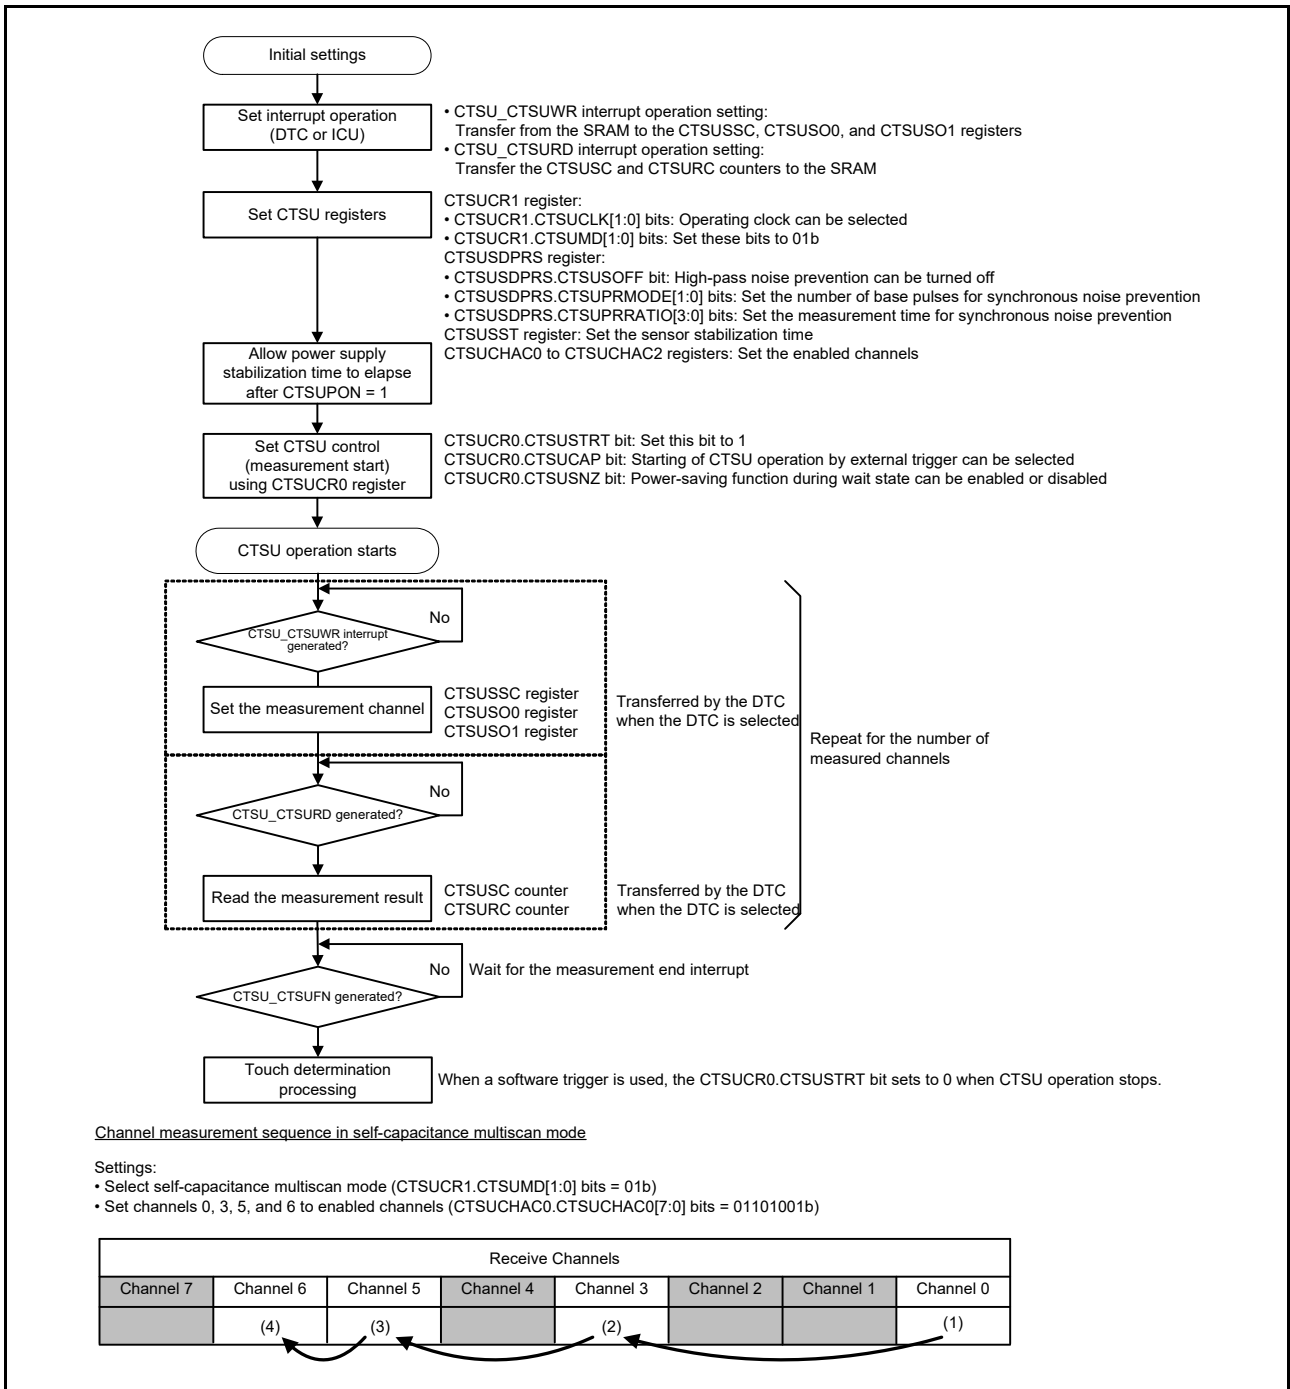 Initial settings
Set interrupt operation
(DTC or ICU)
• CTSU_CTSUWR interrupt operation setting:
Transfer from the SRAM to the CTSUSSC, CTSUSO0, and CTSUSO1 registers
• CTSU_CTSURD interrupt operation setting:
Transfer the CTSUSC and CTSURC counters to the SRAM
Set CTSU registers
CTSUCR1 register:
• CTSUCR1.CTSUCLK[1:0] bits: Operating clock can be selected
• CTSUCR1.CTSUMD[1:0] bits: Set these bits to 01b
CTSUSDPRS register:
• CTSUSDPRS.CTSUSOFF bit: High-pass noise prevention can be turned off
• CTSUSDPRS.CTSUPRMODE[1:0] bits: Set the number of base pulses for synchronous noise prevention
• CTSUSDPRS.CTSUPRRATIO[3:0] bits: Set the measurement time for synchronous noise prevention
CTSUSST register: Set the sensor stabilization time
CTSUCHAC0 to CTSUCHAC2 registers: Set the enabled channels
Allow power supply
stabilization time to elapse
after CTSUPON = 1
Set CTSU control
(measurement start)
using CTSUCR0 register
CTSUCR0.CTSUSTRT bit: Set this bit to 1
CTSUCR0.CTSUCAP bit: Starting of CTSU operation by external trigger can be selected
CTSUCR0.CTSUSNZ bit: Power-saving function during wait state can be enabled or disabled
CTSU operation starts
No
CTSU_CTSUWR interrupt
generated?
Set the measurement channel
CTSUSSC register
CTSUSO0 register
CTSUSO1 register
Transferred by the DTC
when the DTC is selected
Repeat for the number of
measured channels
No
CTSU_CTSURD generated?
Read the measurement result
CTSUSC counter
CTSURC counter
Transferred by the DTC
when the DTC is selected
No
Wait for the measurement end interrupt
CTSU_CTSUFN generated?
Touch determination
processing
When a software trigger is used, the CTSUCR0.CTSUSTRT bit sets to 0 when CTSU operation stops.
Channel measurement sequence in self-capacitance multiscan mode
Settings:
• Select self-capacitance multiscan mode (CTSUCR1.CTSUMD[1:0] bits = 01b)
• Set channels 0, 3, 5, and 6 to enabled channels (CTSUCHAC0.CTSUCHAC0[7:0] bits = 01101001b)
Receive Channels
Channel 7 Channel 6 Channel 5 Channel 4 Channel 3 Channel 2 Channel 1 Channel 0
(4) (3) (2) (1)